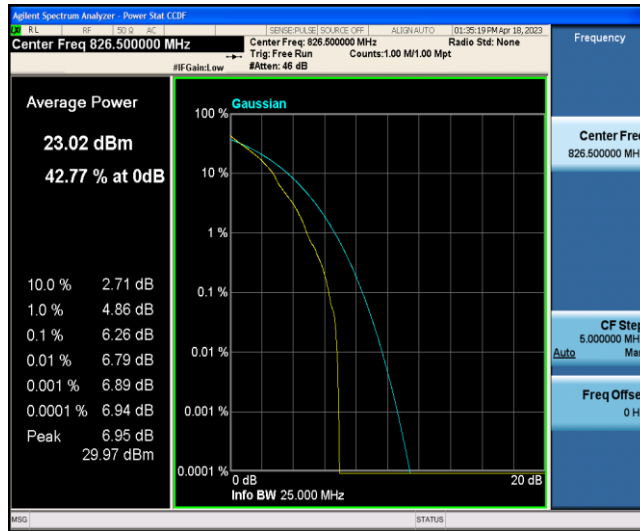 Agilent Spectrum Analyzer - Power Stat CCDF
RL RF 50 Ω AC SENSE:PULSE SOURCE OFF ALIGN AUTO 01:35:19 PM Apr 18, 2023
Center Freq 826.500000 MHz
Center Freq: 826.500000 MHz Radio Std: None
Trig: Free Run Counts:1.00 M/1.00 Mpt
#IFGain:Low #Atten: 46 dB
Frequency
Average Power
23.02 dBm
42.77 % at 0dB
10.0 % 2.71 dB
1.0 % 4.86 dB
0.1 % 6.26 dB
0.01 % 6.79 dB
0.001 % 6.89 dB
0.0001 % 6.94 dB
Peak 6.95 dB
29.97 dBm
Gaussian
100 %
10 %
1 %
0.1 %
0.01 %
0.001 %
0.0001 %
0 dB 20 dB
Info BW 25.000 MHz
Center Fre
826.500000 MH
CF Step
5.000000 MH
Auto Ma
Freq Offse
0 H
MSG STATUS